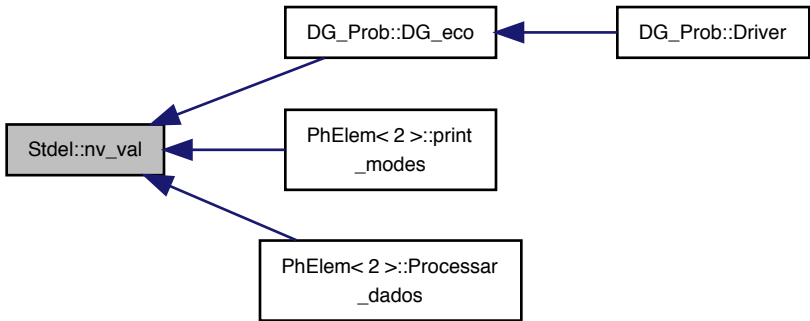 DG_Prob::DG_eco
DG_Prob::Driver
Stdel::nv_val
PhElem< 2 >::print
_modes
PhElem< 2 >::Processar
_dados